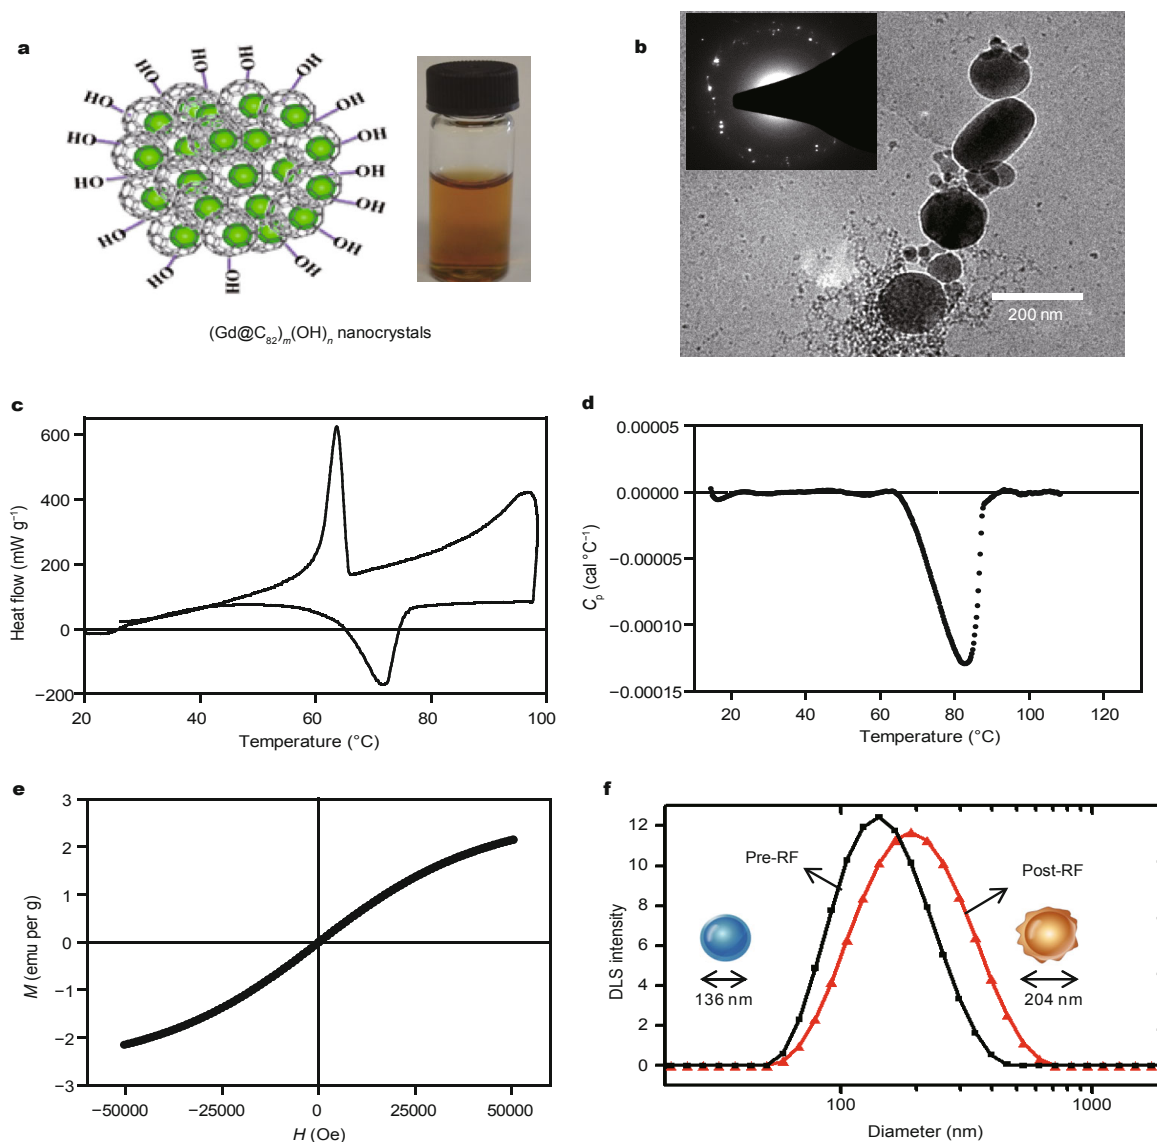 a
HO HO HO OH OH
HO OH
HO OH
HO OH
HO OH
HO OH
HO OH
HO OH
(Gd@C82)m(OH)n nanocrystals
b
200 nm
c
600
400
200
0
−200
20 40 60 80 100
Heat flow (mW g−1)
Temperature (°C)
d
0.00005
0.00000
−0.00005
−0.00010
−0.00015
20 40 60 80 100 120
Cp (cal °C−1)
Temperature (°C)
e
3
2
1
0
−1
−2
−3
−50000 −25000 0 25000 50000
M (emu per g)
H (Oe)
f
12
10
8
6
4
2
0
100 1000
DLS intensity
Diameter (nm)
Pre-RF
Post-RF
136 nm
204 nm